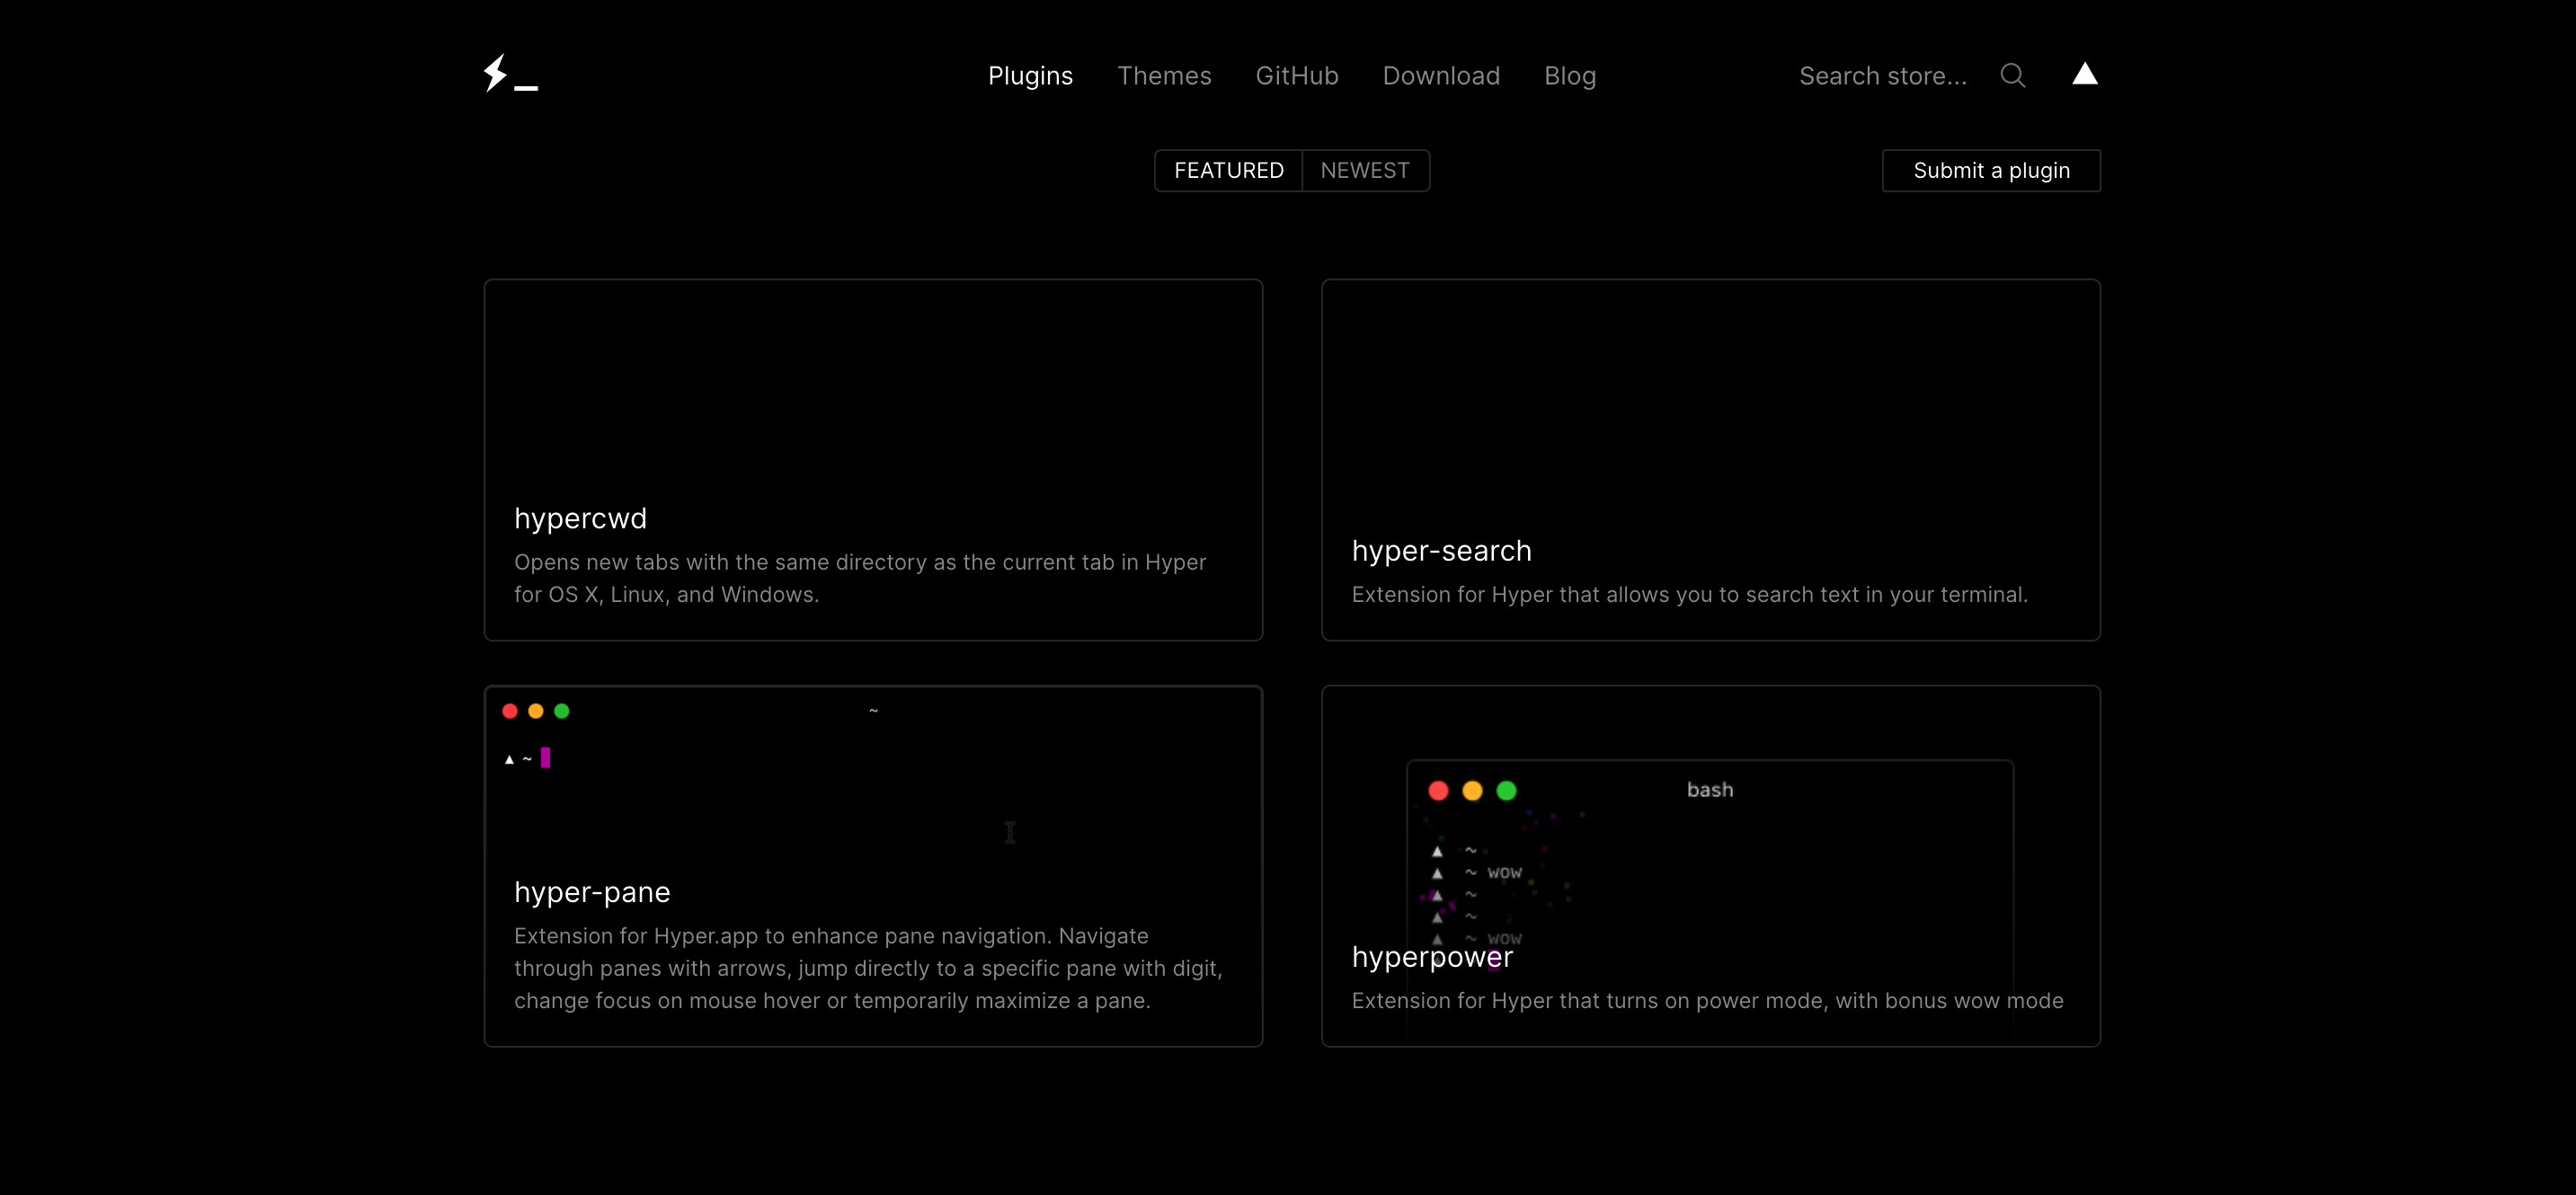 Plugins Themes GitHub Download Blog Search store...
FEATURED NEWEST Submit a plugin
hypercwd
Opens new tabs with the same directory as the current tab in Hyper
for OS X, Linux, and Windows.
hyper-search
Extension for Hyper that allows you to search text in your terminal.
~
▲ ~
hyper-pane
Extension for Hyper.app to enhance pane navigation. Navigate
through panes with arrows, jump directly to a specific pane with digit,
change focus on mouse hover or temporarily maximize a pane.
bash
▲ ~
▲ ~ wow
▲ ~
▲ ~
▲ ~ wow
hyperpower
Extension for Hyper that turns on power mode, with bonus wow mode